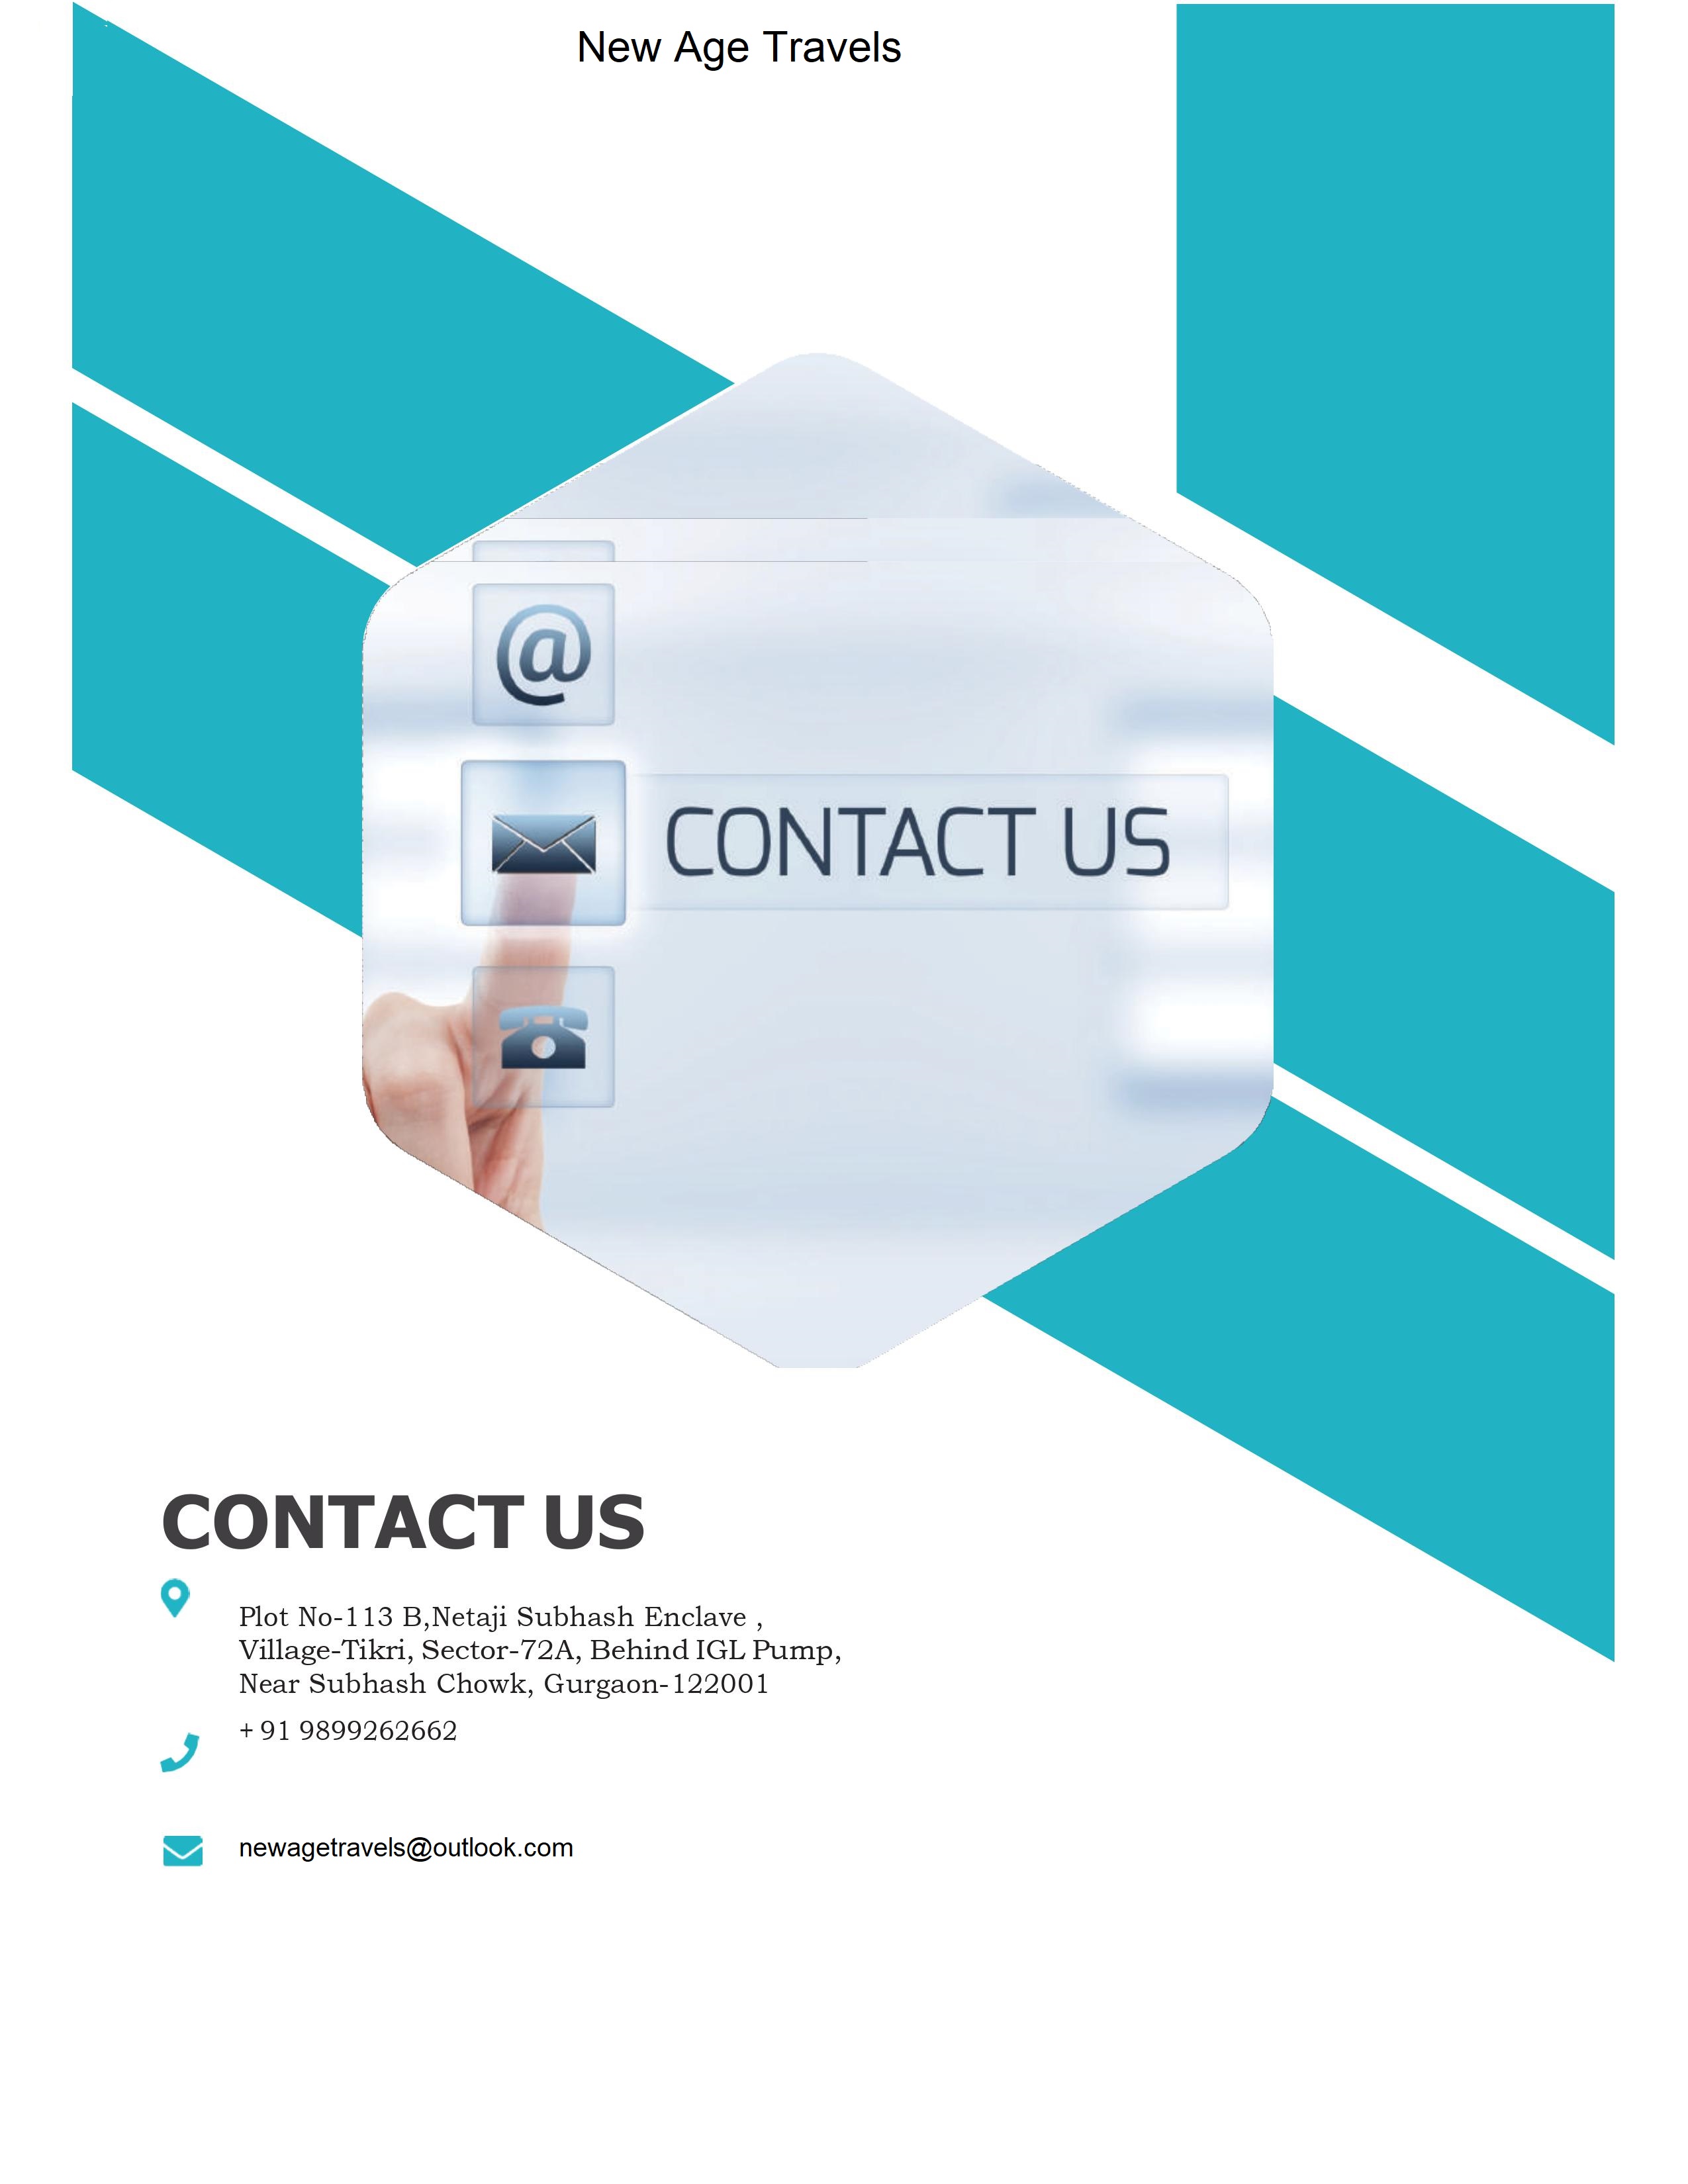 New Age Travels
@
CONTACT US
CONTACT US
Plot No-113 B,Netaji Subhash Enclave ,
Village-Tikri, Sector-72A, Behind IGL Pump,
Near Subhash Chowk, Gurgaon-122001
+ 91 9899262662
newagetravels@outlook.com